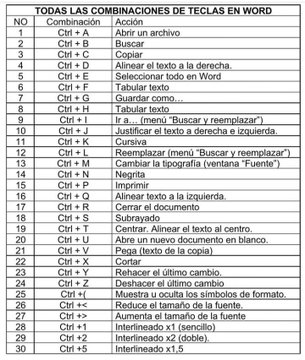 TODAS LAS COMBINACIONES DE TECLAS EN WORD
NO Combinación Acción
1 Ctrl + A Abrir un archivo
2 Ctrl + B Buscar
3 Ctrl + C Copiar
4 Ctrl + D Alinear el texto a la derecha.
5 Ctrl + E Seleccionar todo en Word
6 Ctrl + F Tabular texto
7 Ctrl + G Guardar como...
8 Ctrl + H Tabular texto
9 Ctrl + I Ir a... (menú “Buscar y reemplazar”)
10 Ctrl + J Justificar el texto a derecha e izquierda.
11 Ctrl + K Cursiva
12 Ctrl + L Reemplazar (menú “Buscar y reemplazar”)
13 Ctrl + M Cambiar la tipografía (ventana “Fuente”)
14 Ctrl + N Negrita
15 Ctrl + P Imprimir
16 Ctrl + Q Alinear texto a la izquierda.
17 Ctrl + R Cerrar el documento
18 Ctrl + S Subrayado
19 Ctrl + T Centrar. Alinear el texto al centro.
20 Ctrl + U Abre un nuevo documento en blanco.
21 Ctrl + V Pega (texto de la copia)
22 Ctrl + X Cortar
23 Ctrl + Y Rehacer el último cambio.
24 Ctrl + Z Deshacer el último cambio
25 Ctrl +( Muestra u oculta los símbolos de formato.
26 Ctrl +< Reduce el tamaño de la fuente.
27 Ctrl +> Aumenta el tamaño de la fuente
28 Ctrl +1 Interlineado x1 (sencillo)
29 Ctrl +2 Interlineado x2 (doble).
30 Ctrl +5 Interlineado x1,5